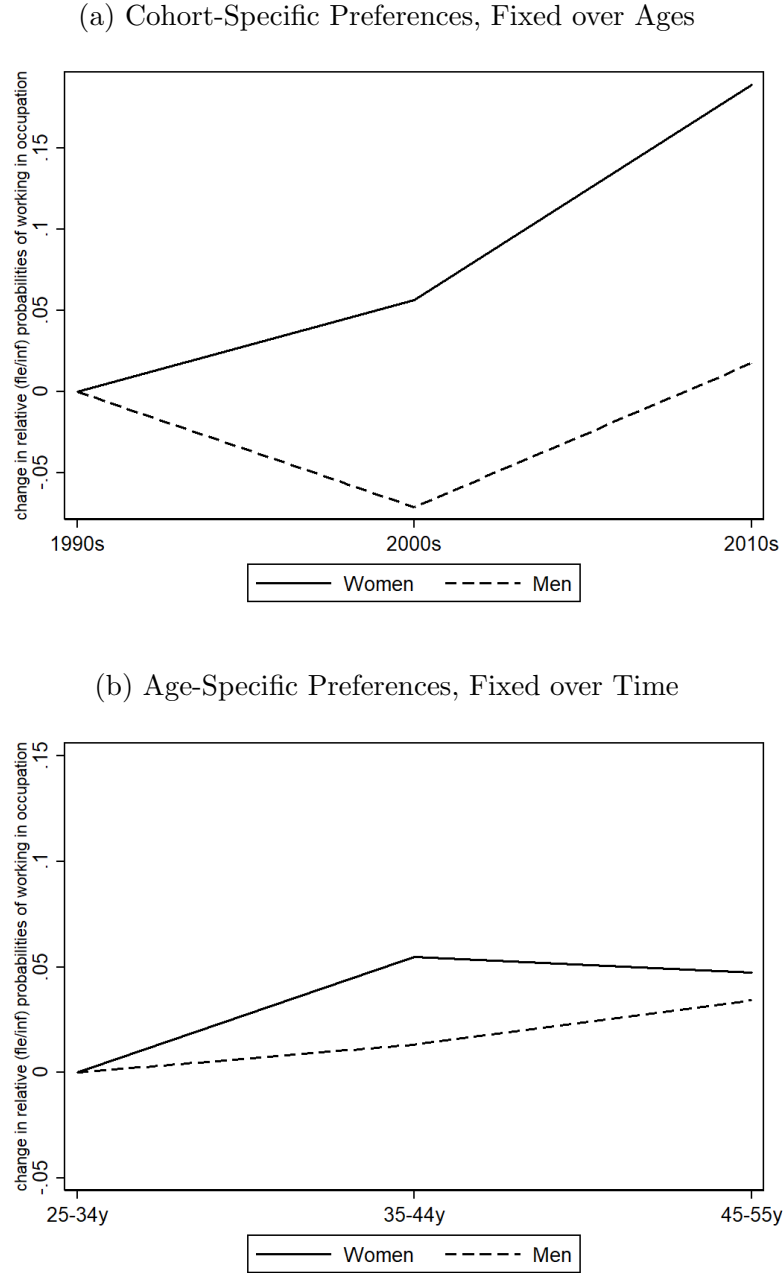 (a) Cohort-Specific Preferences, Fixed over Ages
change in relative (fle/inf) probabilities of working in occupation
.15
.1
.05
0
-.05
1990s 2000s 2010s
Women Men
(b) Age-Specific Preferences, Fixed over Time
change in relative (fle/inf) probabilities of working in occupation
.15
.1
.05
0
-.05
25-34y 35-44y 45-55y
Women Men